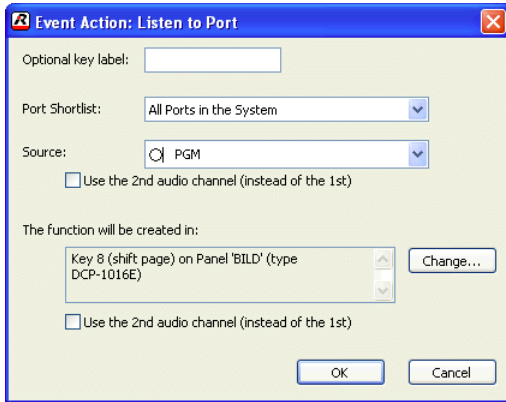 Event Action: Listen to Port
Optional key label:
Port Shortlist: All Ports in the System
Source: PGM
Use the 2nd audio channel (instead of the 1st)
The function will be created in:
Key 8 (shift page) on Panel 'BILD' (type
DCP-1016E)
Change...
Use the 2nd audio channel (instead of the 1st)
OK Cancel